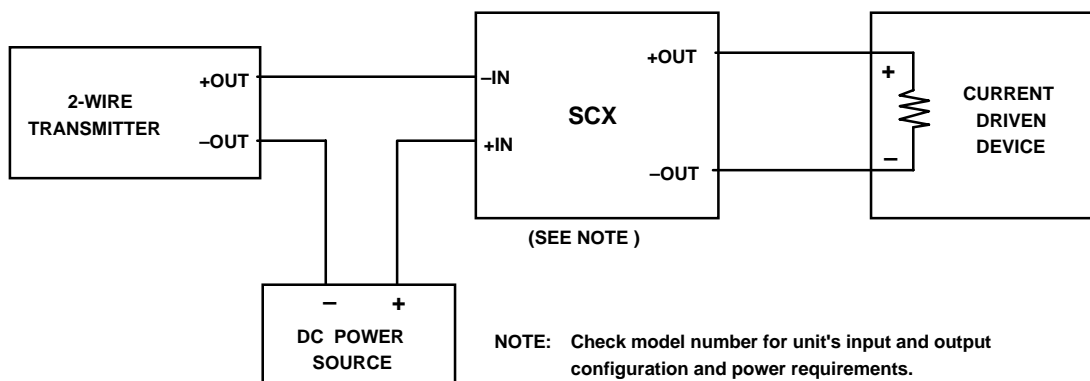 2-WIRE
TRANSMITTER
+OUT
–OUT
–IN
+IN
SCX
+OUT
–OUT
(SEE NOTE )
+
–
CURRENT
DRIVEN
DEVICE
– +
DC POWER
SOURCE
NOTE: Check model number for unit's input and output
configuration and power requirements.